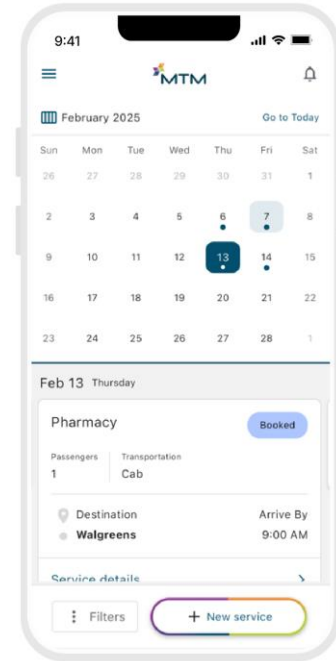 9:41
MTM
February 2025 Go to Today
Sun Mon Tue Wed Thu Fri Sat
26 27 28 29 30 31 1
2 3 4 5 6 7 8
9 10 11 12 13 14 15
16 17 18 19 20 21 22
23 24 25 26 27 28 1
Feb 13 Thursday
Pharmacy Booked
Passengers Transportation
1 Cab
Destination Arrive By
Walgreens 9:00 AM
Service details
Filters + New service